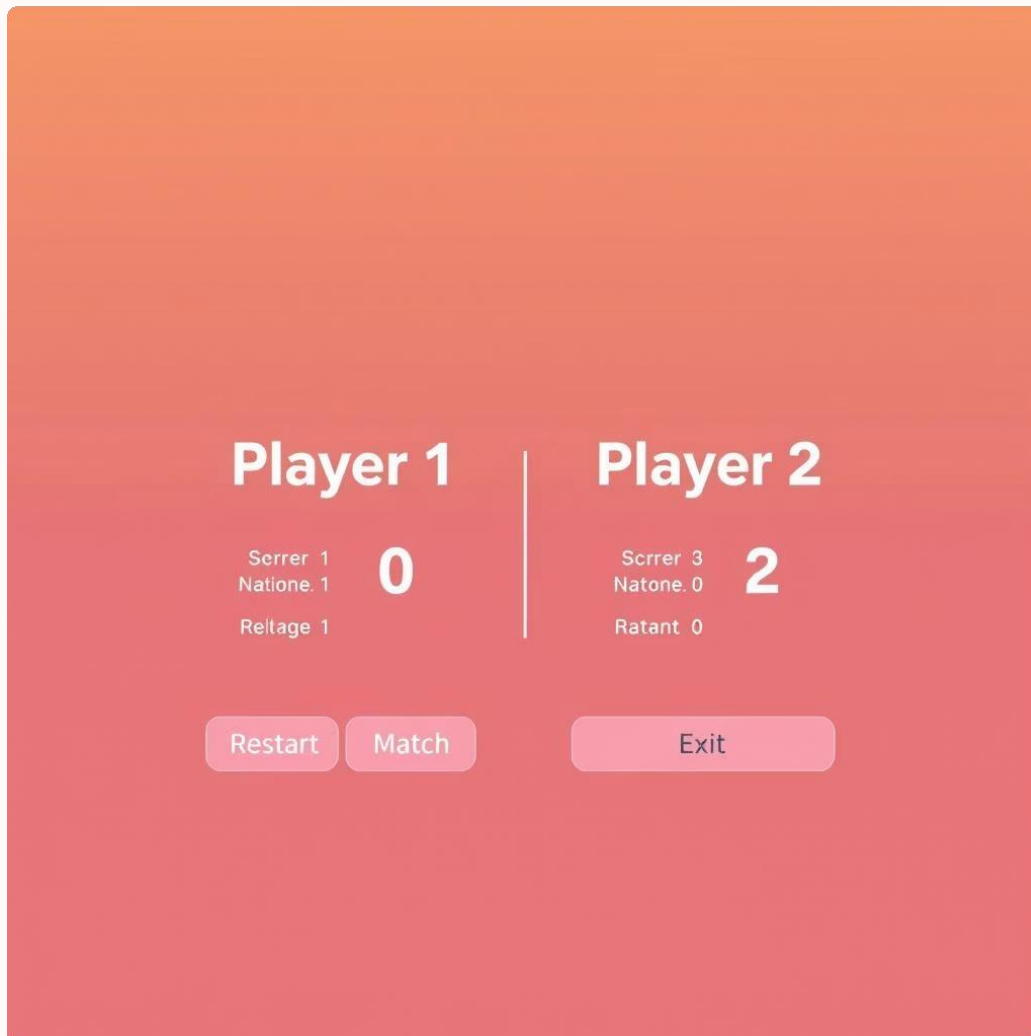 Player 1
Scrrer 1
Natione. 1
0
Reltage 1
Player 2
Scrrer 3
Natone. 0
2
Ratant 0
Restart
Match
Exit